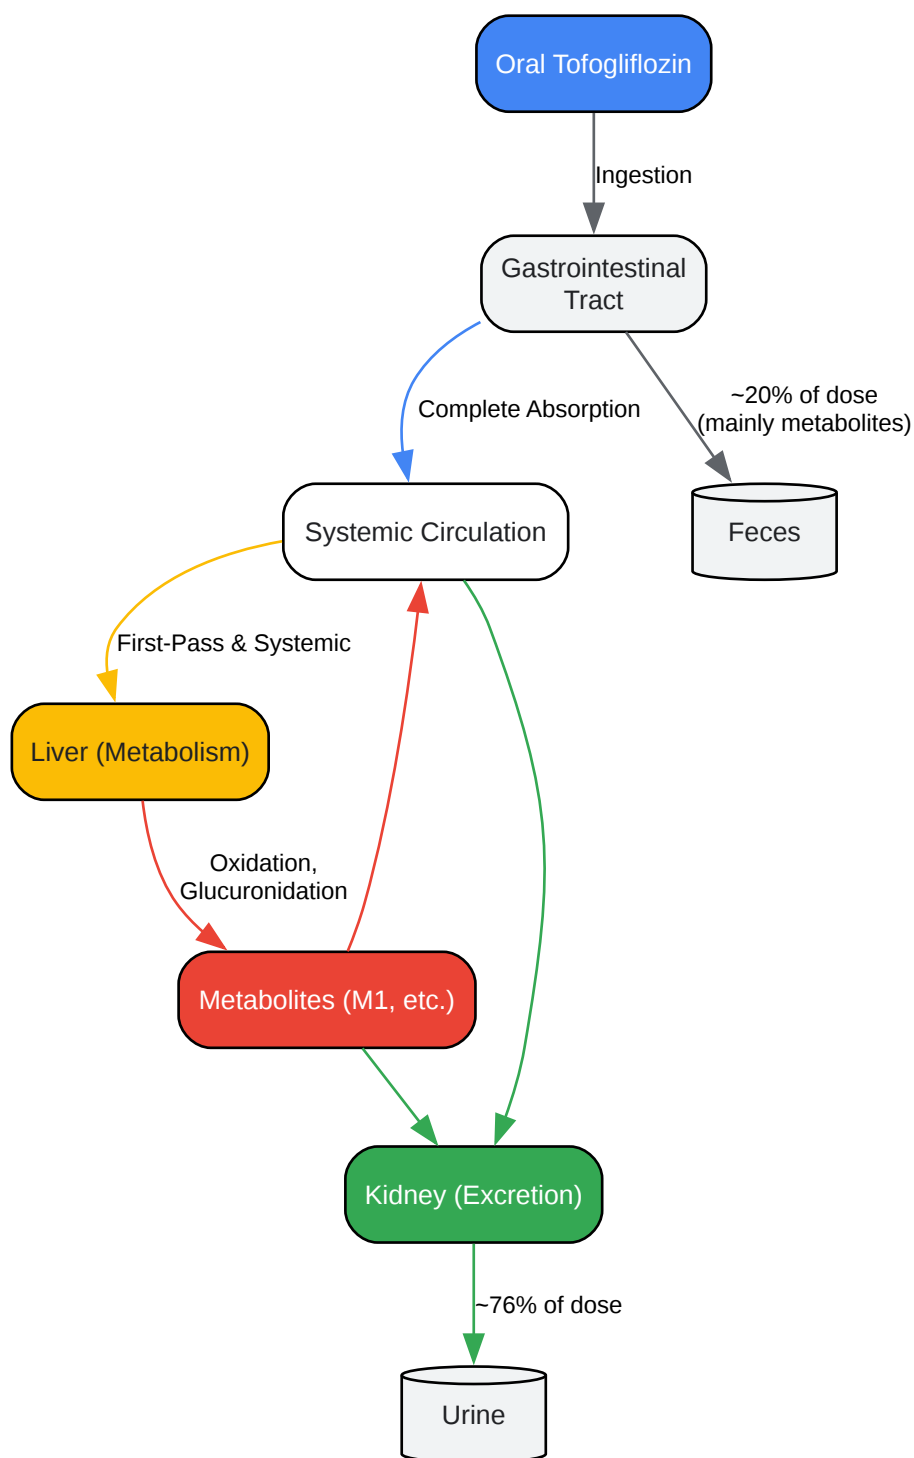 Oral Tofogliflozin
Ingestion
Gastrointestinal
Tract
~20% of dose
(mainly metabolites)
Complete Absorption
Systemic Circulation
Feces
First-Pass & Systemic
Liver (Metabolism)
Oxidation,
Glucuronidation
Metabolites (M1, etc.)
Kidney (Excretion)
~76% of dose
Urine